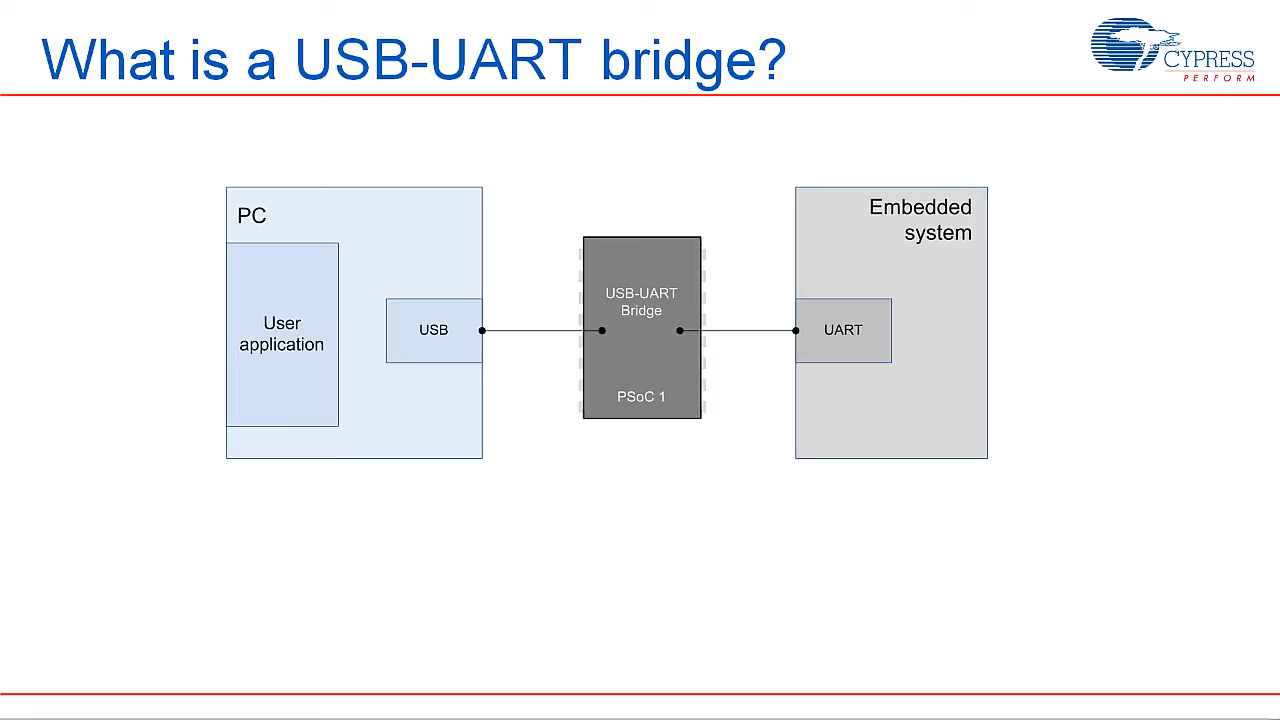 What is a USB-UART bridge?
CYPRESS
PERFORM
PC
User
application
USB
USB-UART
Bridge
PSoC 1
Embedded
system
UART